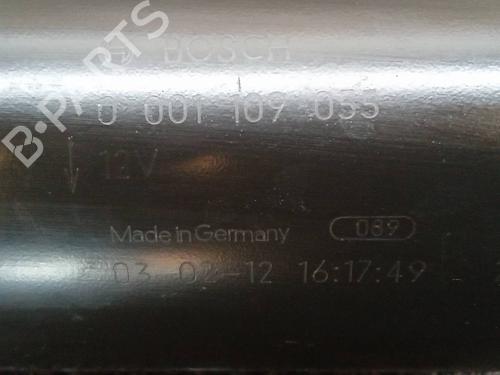 BOSCH
0 001 109 055
12V
Made in Germany 089
03-02-12 16:17:49
B-PARTS